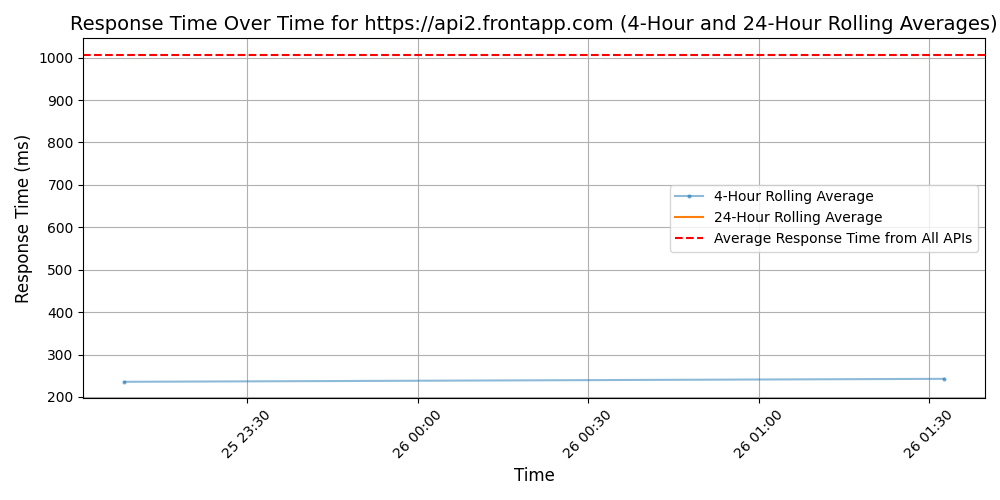 Response Time Over Time for https://api2.frontapp.com (4-Hour and 24-Hour Rolling Averages)
Response Time (ms)
1000
900
800
700
600
500
400
300
200
4-Hour Rolling Average
24-Hour Rolling Average
Average Response Time from All APIs
25 23:30
26 00:00
26 00:30
26 01:00
26 01:30
Time